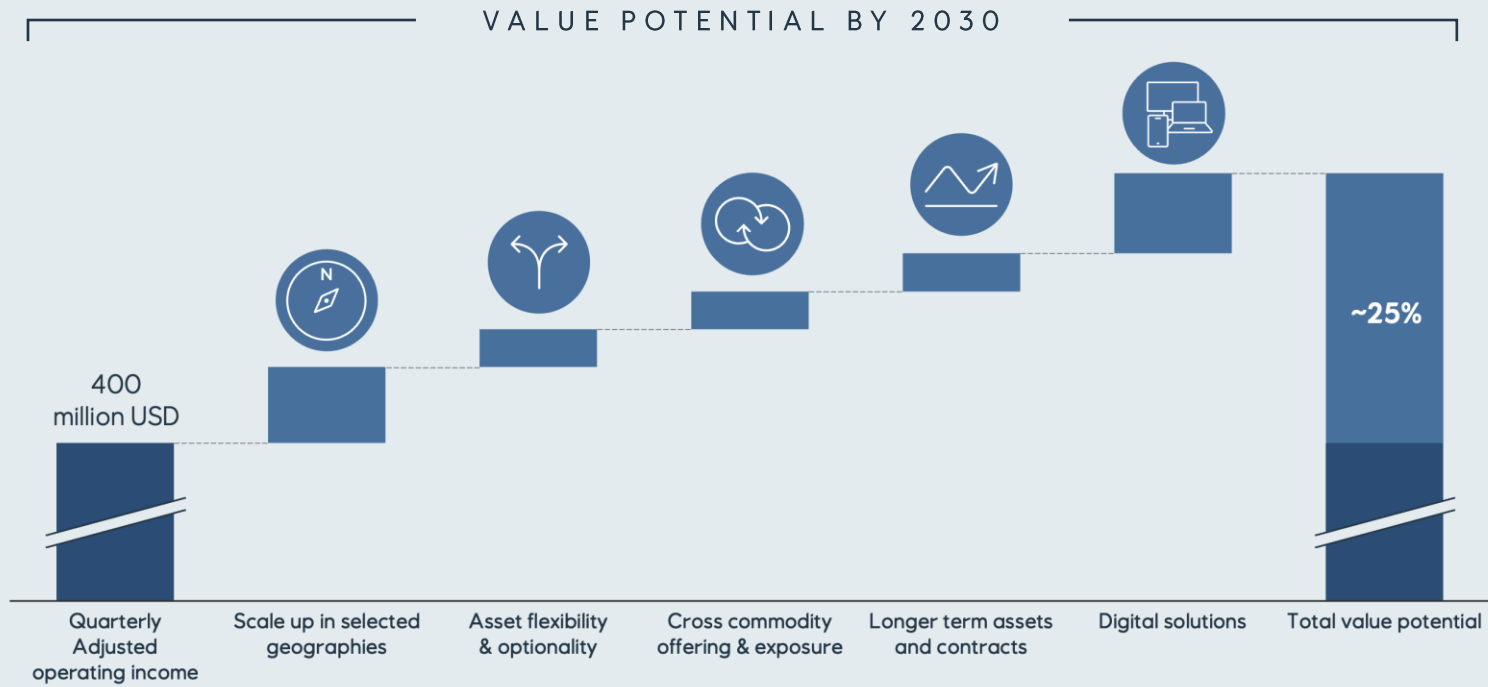 VALUE POTENTIAL BY 2030
400
million USD
N
~25%
Quarterly
Adjusted
operating income
Scale up in selected
geographies
Asset flexibility
& optionality
Cross commodity
offering & exposure
Longer term assets
and contracts
Digital solutions
Total value potential